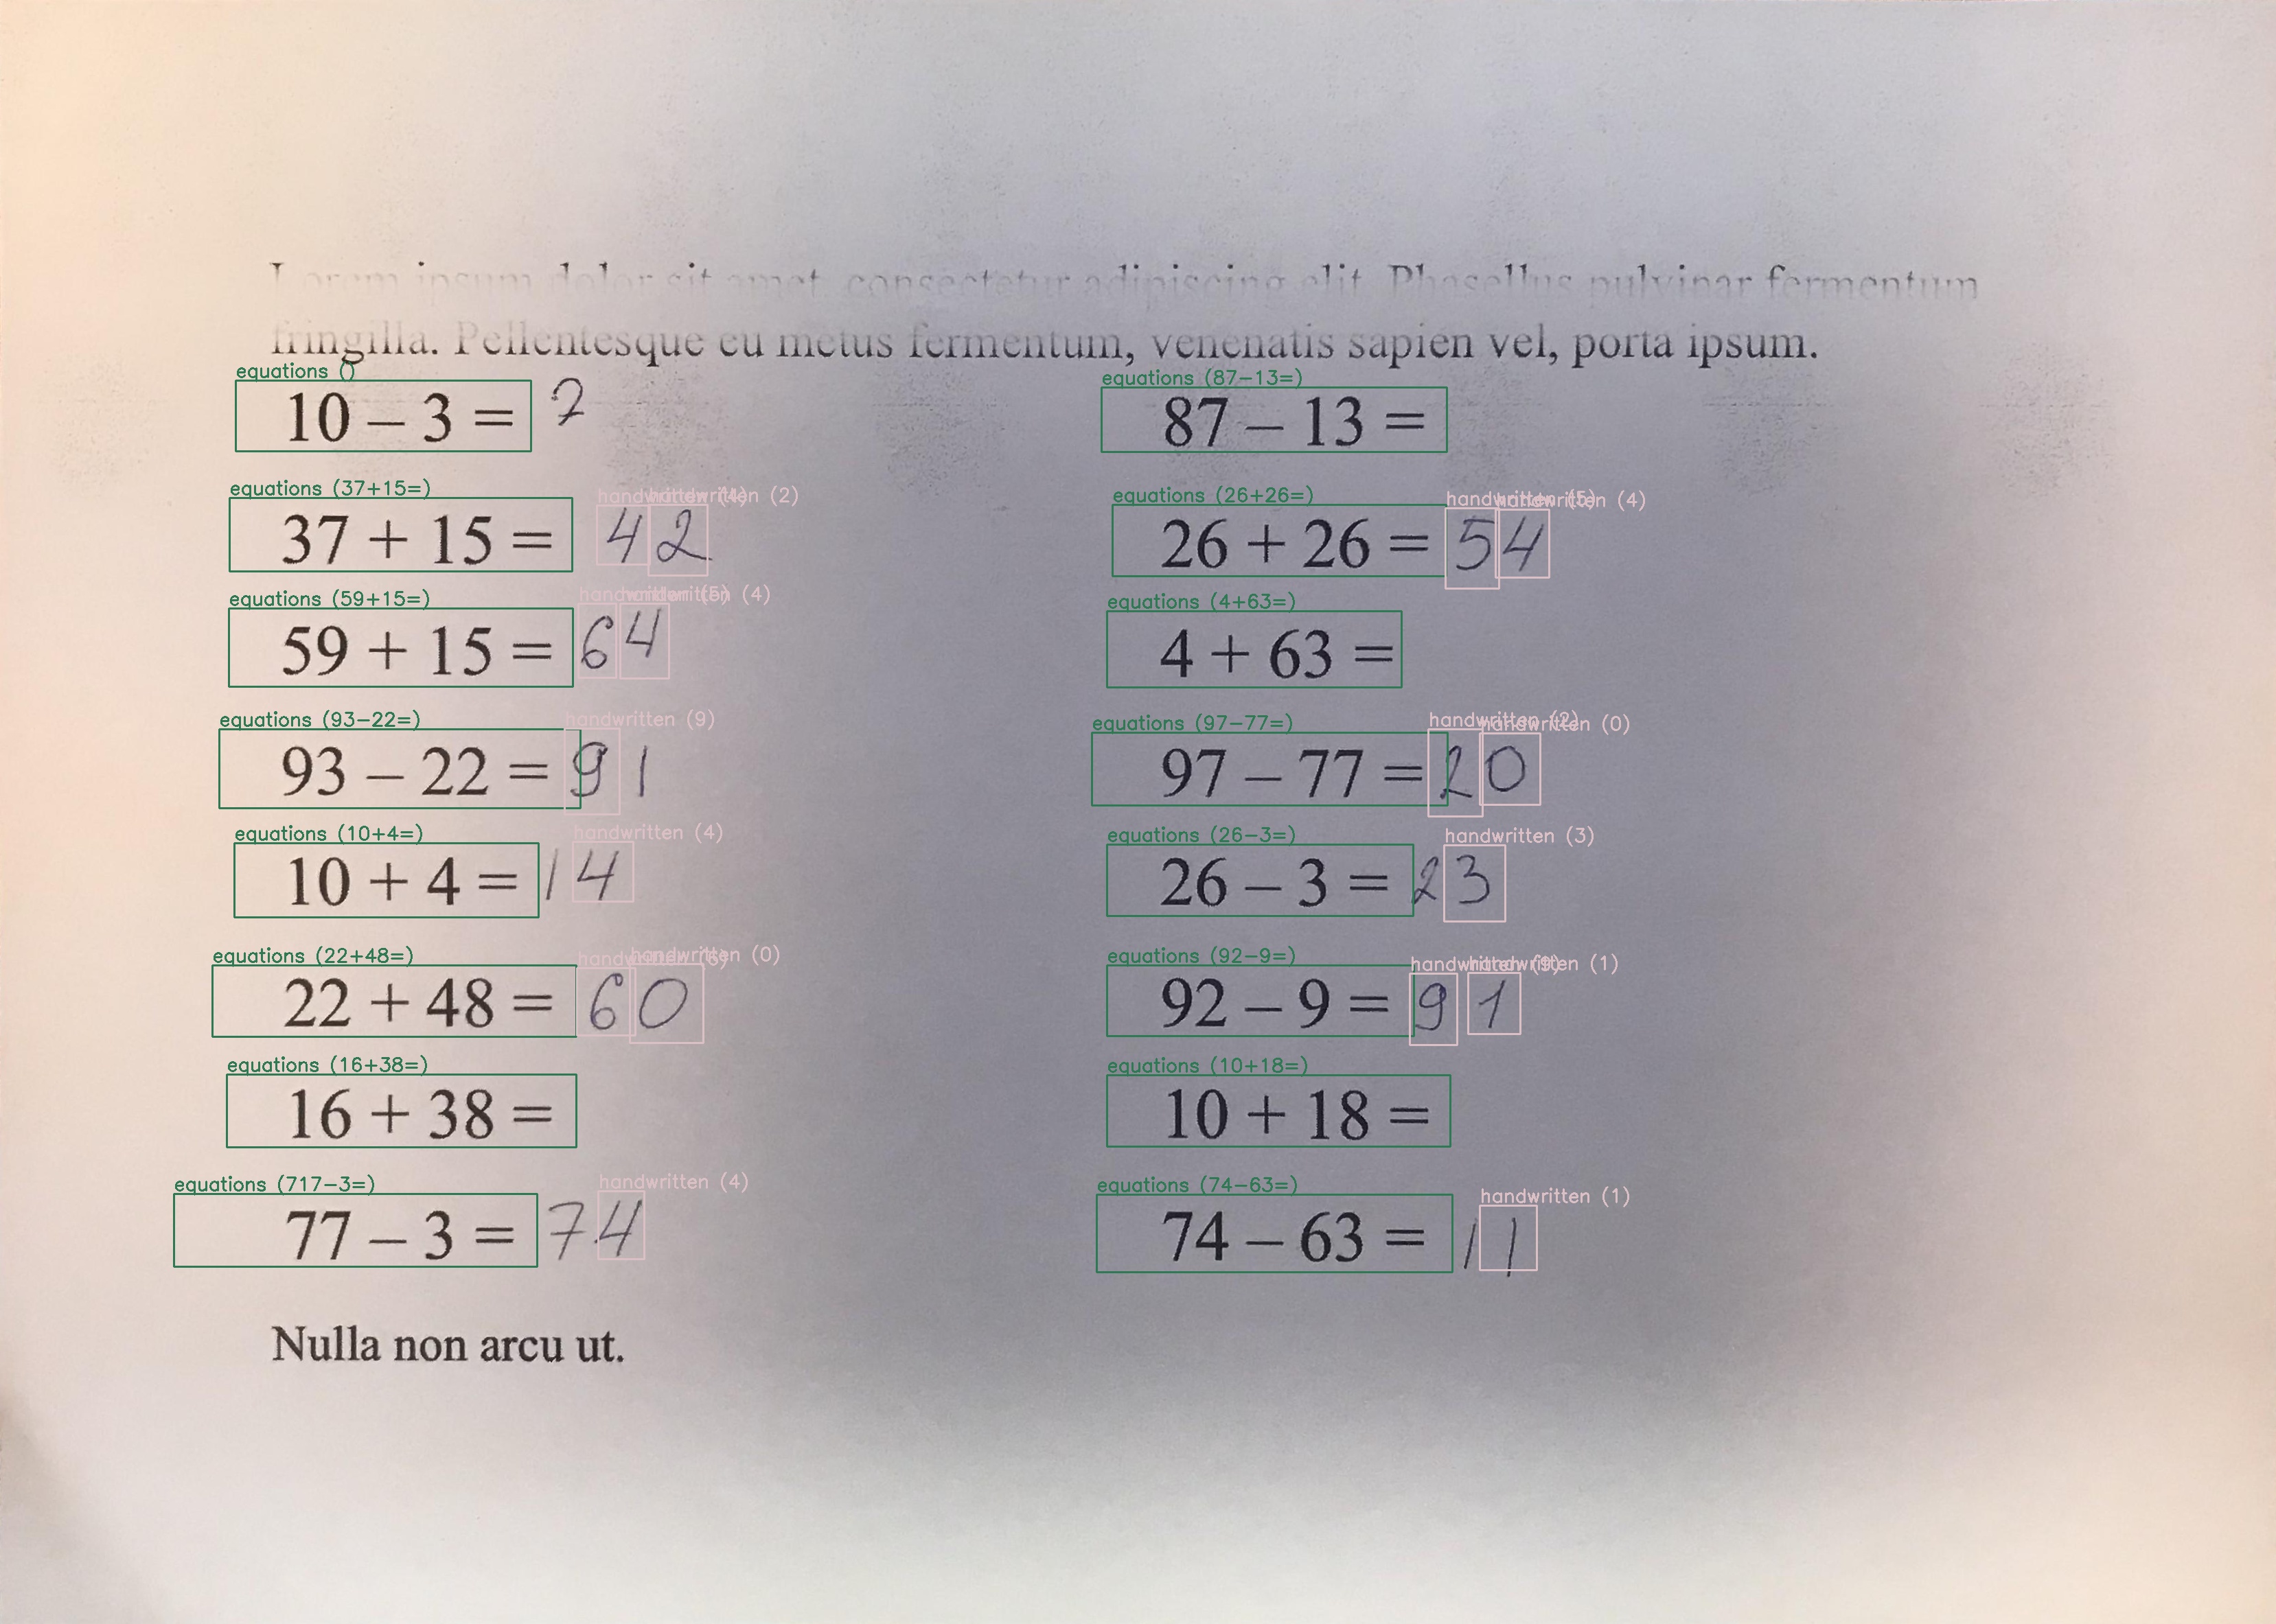 Lorem ipsum dolor sit amet, consectetur adipiscing elit. Phasellus pulvinar fermentum
fringilla. Pellentesque eu metus fermentum, venenatis sapien vel, porta ipsum.
equations ()
10 – 3 = 7
equations (87-13=)
87 – 13 =
equations (37+15=) handwritten (4) handwritten (2)
37 + 15 = 42
equations (26+26=) handwritten (5) handwritten (4)
26 + 26 = 54
equations (59+15=) handwritten (4)
59 + 15 = 64
equations (4+63=)
4 + 63 =
equations (93-22=) handwritten (9)
93 – 22 = 91
equations (97-77=) handwritten (2) handwritten (0)
97 – 77 = 20
equations (10+4=) handwritten (4)
10 + 4 = 14
equations (26-3=) handwritten (3)
26 – 3 = 23
equations (22+48=) handwritten (0)
22 + 48 = 60
equations (92-9=) handwritten (9) handwritten (1)
92 – 9 = 91
equations (16+38=)
16 + 38 =
equations (10+18=)
10 + 18 =
equations (717-3=) handwritten (4)
77 – 3 = 74
equations (74-63=) handwritten (1)
74 – 63 = 11
Nulla non arcu ut.